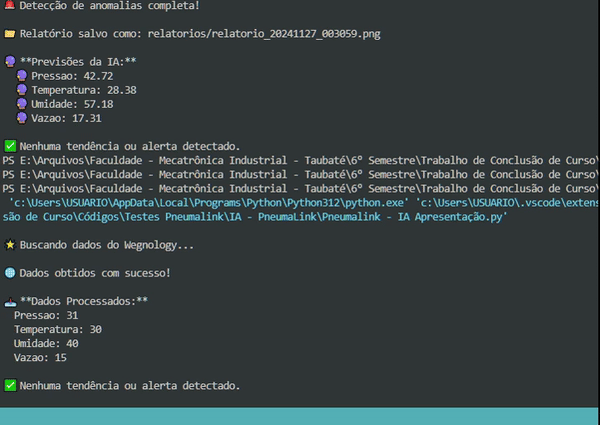 🚨 Detecção de anomalias completa!
📂 Relatório salvo como: relatorios/relatorio_20241127_003059.png
🔮 **Previsões da IA:**
🔮 Pressao: 42.72
🔮 Temperatura: 28.38
🔮 Umidade: 57.18
🔮 Vazao: 17.31
✅ Nenhuma tendência ou alerta detectado.
PS E:\Arquivos\Faculdade - Mecatrônica Industrial - Taubaté\6º Semestre\Trabalho de Conclusão de Curso\
PS E:\Arquivos\Faculdade - Mecatrônica Industrial - Taubaté\6º Semestre\Trabalho de Conclusão de Curso\
PS E:\Arquivos\Faculdade - Mecatrônica Industrial - Taubaté\6º Semestre\Trabalho de Conclusão de Curso\
'c:\Users\USUARIO\AppData\Local\Programs\Python\Python312\python.exe' 'c:\Users\USUARIO\.vscode\exten
são de Curso\Códigos\Testes Pneumalink\IA - PneumaLink\Pneumalink - IA Apresentação.py'
🌟 Buscando dados do Wegnology...
🌐 Dados obtidos com sucesso!
📥 **Dados Processados:**
Pressao: 31
Temperatura: 30
Umidade: 40
Vazao: 15
✅ Nenhuma tendência ou alerta detectado.